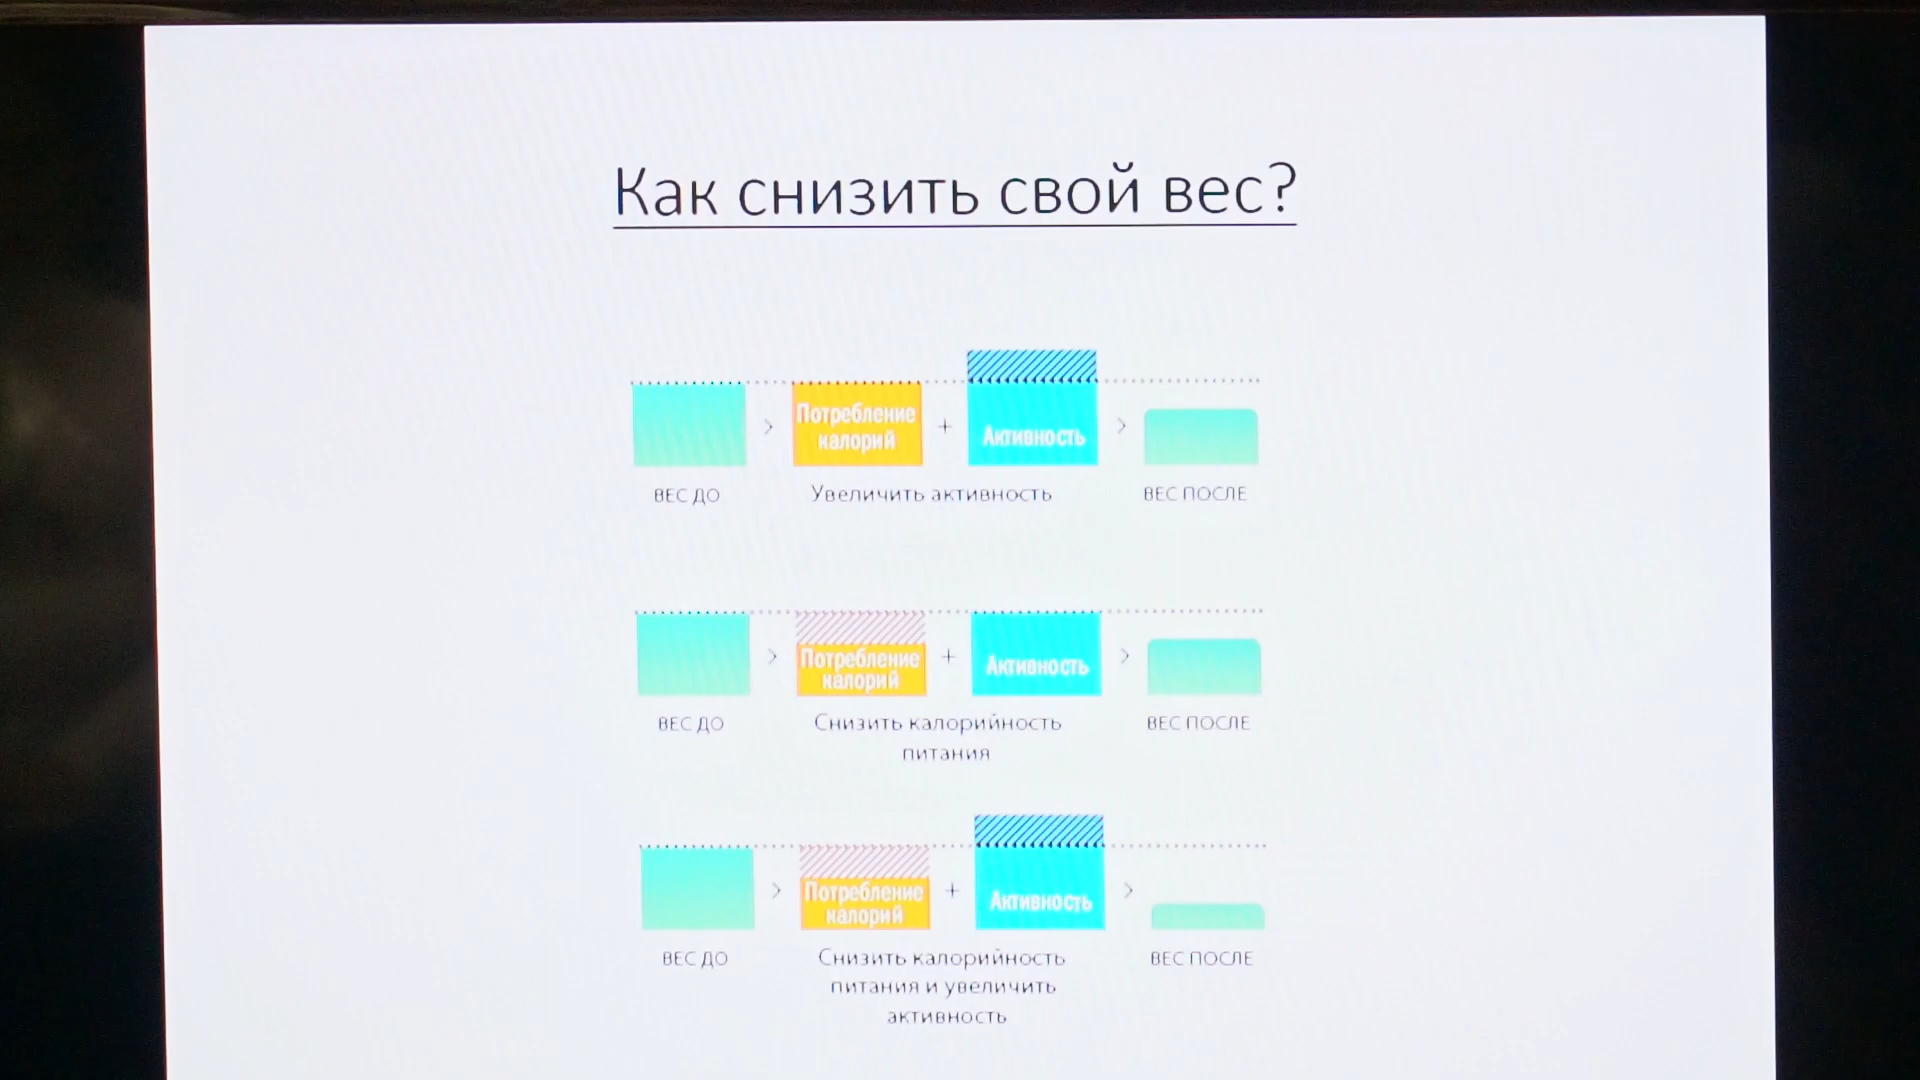 Как снизить свой вес?
Потребление
калорий
Активность
ВЕС ДО
Увеличить активность
ВЕС ПОСЛЕ
Потребление
калорий
Активность
ВЕС ДО
Снизить калорийность
питания
ВЕС ПОСЛЕ
Потребление
калорий
Активность
ВЕС ДО
Снизить калорийность
питания и увеличить
активность
ВЕС ПОСЛЕ